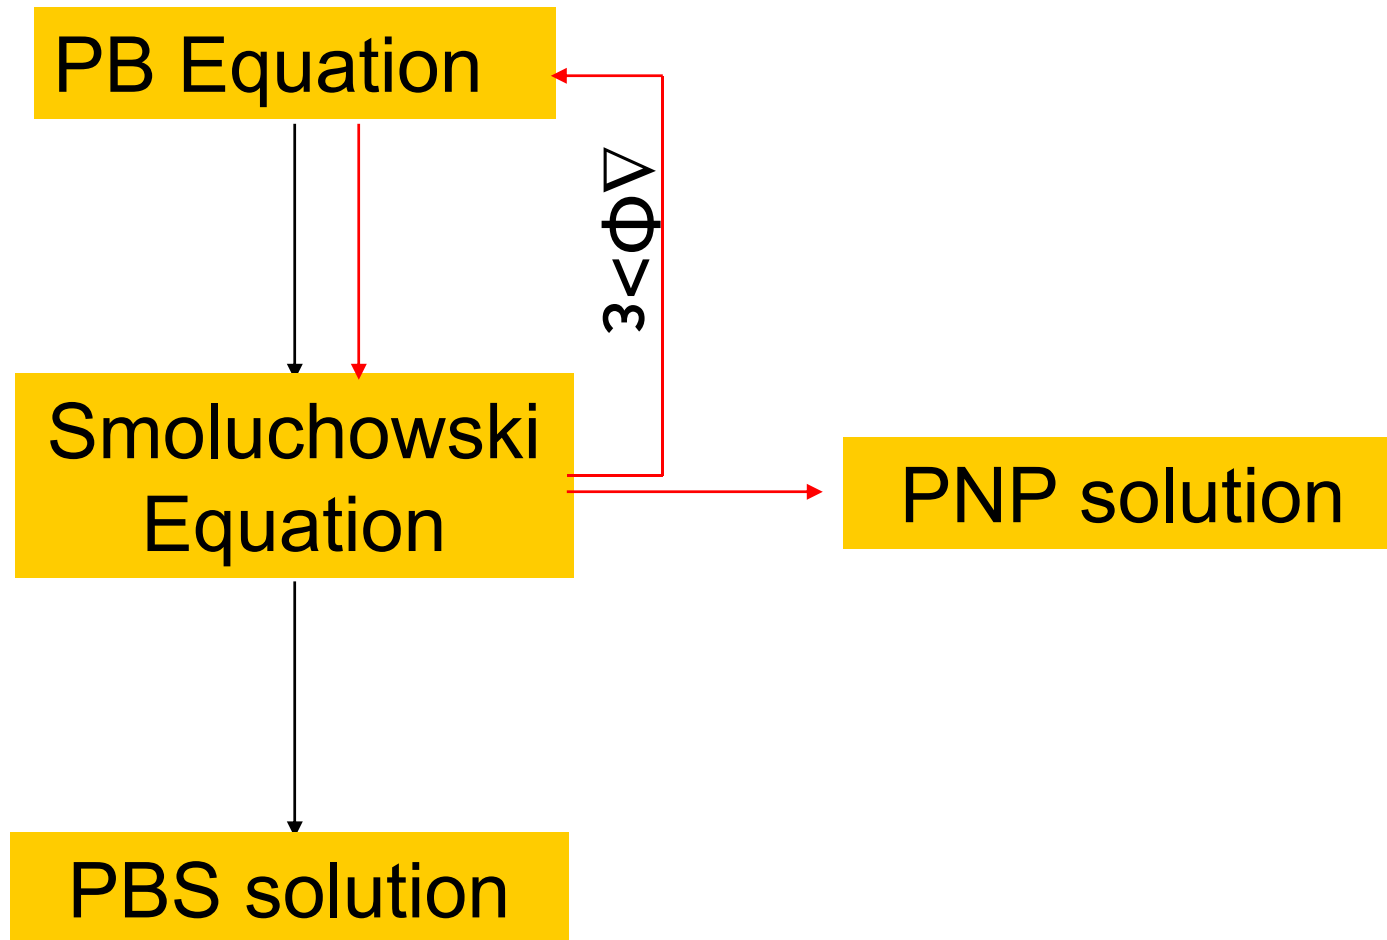 PB Equation
ΔΦ<ε
Smoluchowski
Equation
PNP solution
PBS solution